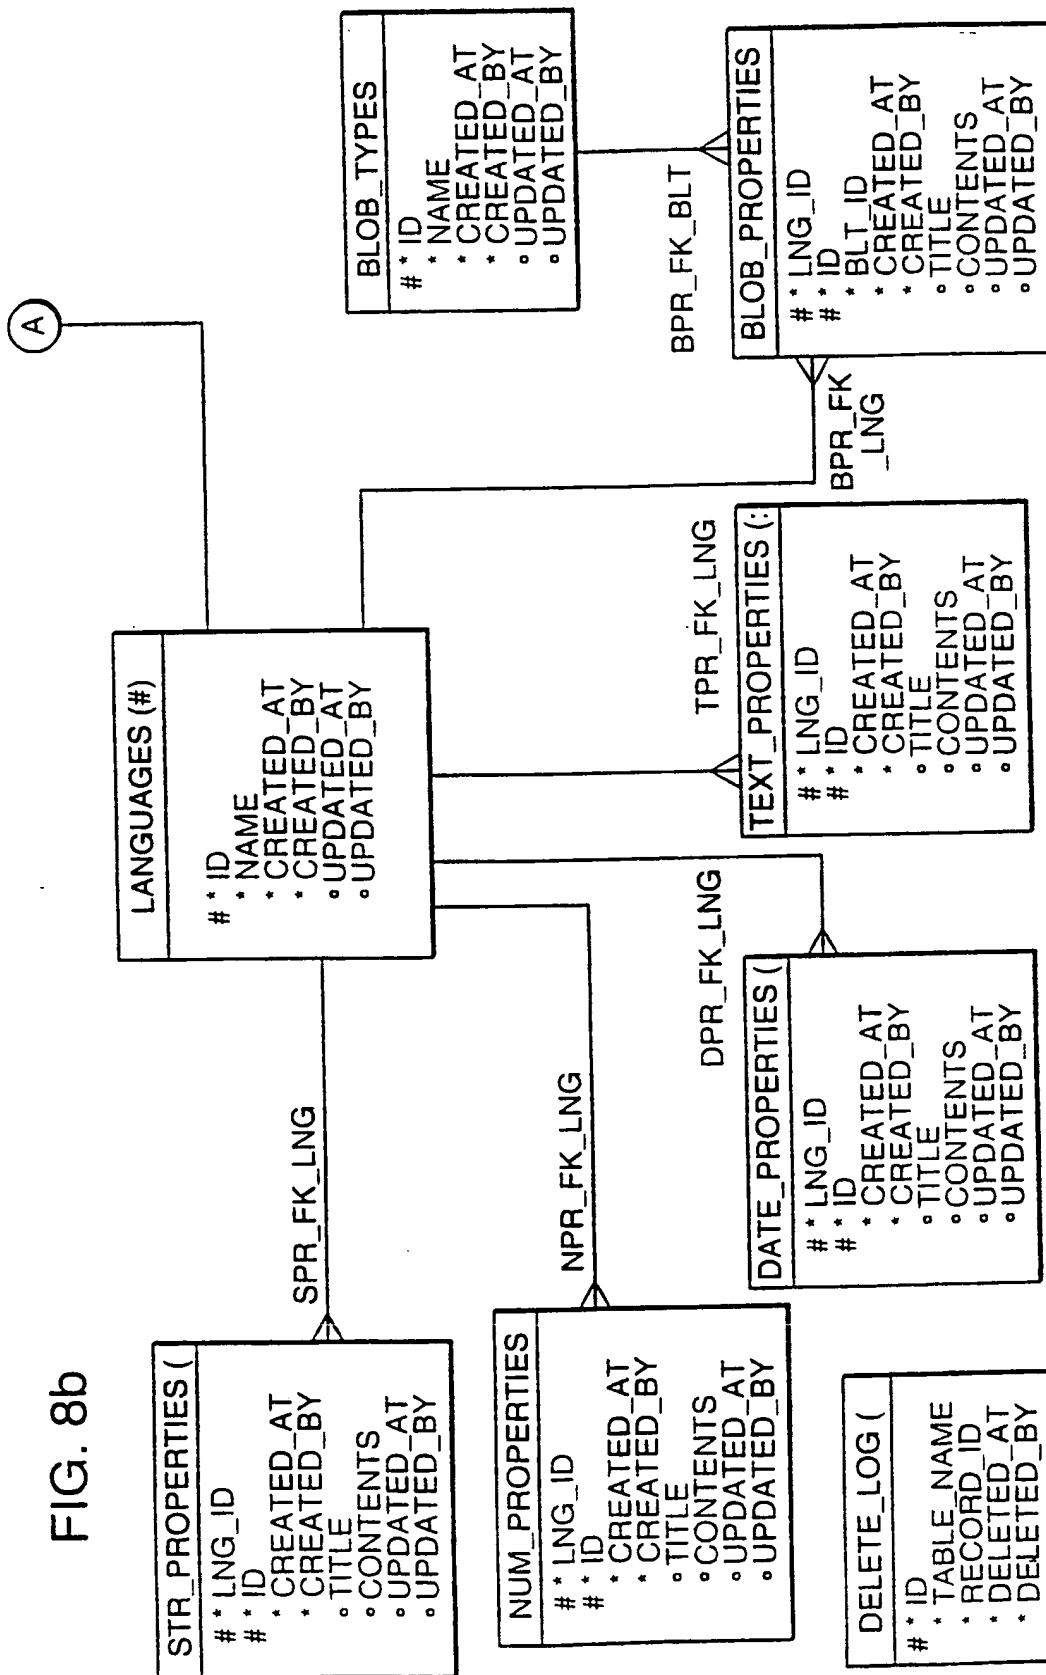 FIG. 8b
STR_PROPERTIES (
# * LNG_ID
# * ID
* CREATED_AT
* CREATED_BY
° TITLE
° CONTENTS
° UPDATED_AT
° UPDATED_BY
SPR_FK_LNG
LANGUAGES (#)
# * ID
* NAME
* CREATED_AT
* CREATED_BY
° UPDATED_AT
° UPDATED_BY
A
BLOB_TYPES
# * ID
* NAME
* CREATED_AT
* CREATED_BY
° UPDATED_AT
° UPDATED_BY
NUM_PROPERTIES
# * LNG_ID
# * ID
* CREATED_AT
* CREATED_BY
° TITLE
° CONTENTS
° UPDATED_AT
° UPDATED_BY
NPR_FK_LNG
DPR_FK_LNG
TPR_FK_LNG
BPR_FK
_LNG
BPR_FK_BLT
DELETE_LOG (
# * ID
* TABLE_NAME
* RECORD_ID
* DELETED_AT
* DELETED_BY
DATE_PROPERTIES (
# * LNG_ID
# * ID
* CREATED_AT
* CREATED_BY
° TITLE
° CONTENTS
° UPDATED_AT
° UPDATED_BY
TEXT_PROPERTIES (:
# * LNG_ID
# * ID
* CREATED_AT
* CREATED_BY
° TITLE
° CONTENTS
° UPDATED_AT
° UPDATED_BY
BLOB_PROPERTIES
# * LNG_ID
# * ID
* BLT_ID
* CREATED_AT
* CREATED_BY
° TITLE
° CONTENTS
° UPDATED_AT
° UPDATED_BY